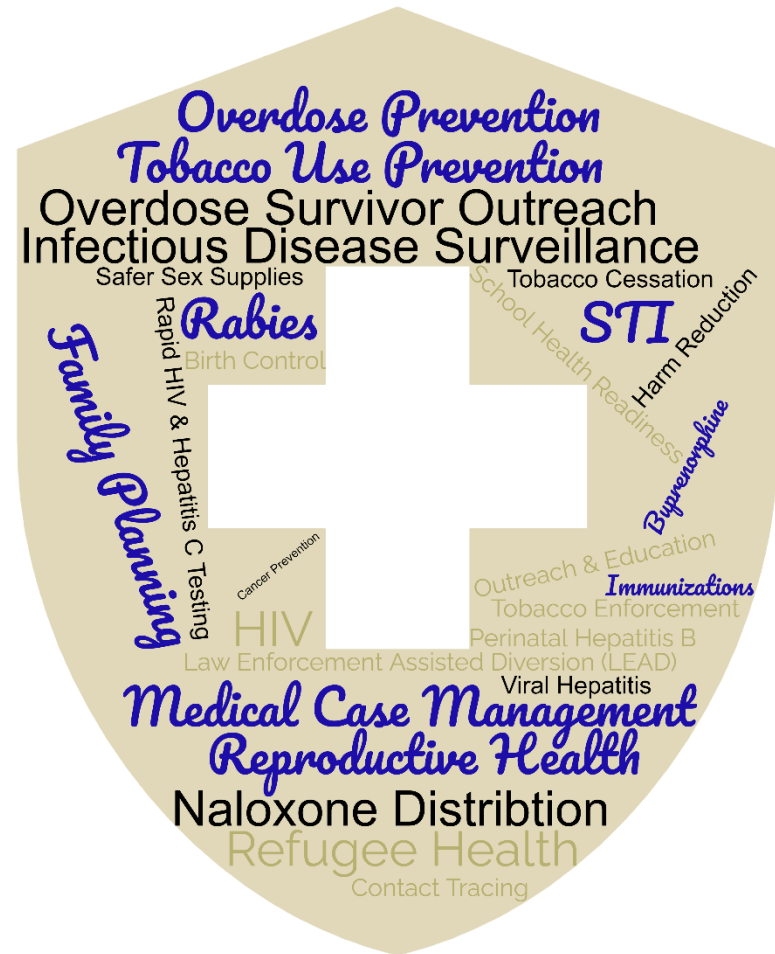 Overdose Prevention
Tobacco Use Prevention
Overdose Survivor Outreach
Infectious Disease Surveillance
Safer Sex Supplies
Tobacco Cessation
School Health Readiness
Harm Reduction
Rabies
STI
Birth Control
Family Planning
Rapid HIV & Hepatitis C Testing
Buprenorphine
Cancer Prevention
Outreach & Education
Immunizations
Tobacco Enforcement
HIV
Perinatal Hepatitis B
Law Enforcement Assisted Diversion (LEAD)
Viral Hepatitis
Medical Case Management
Reproductive Health
Naloxone Distribtion
Refugee Health
Contact Tracing